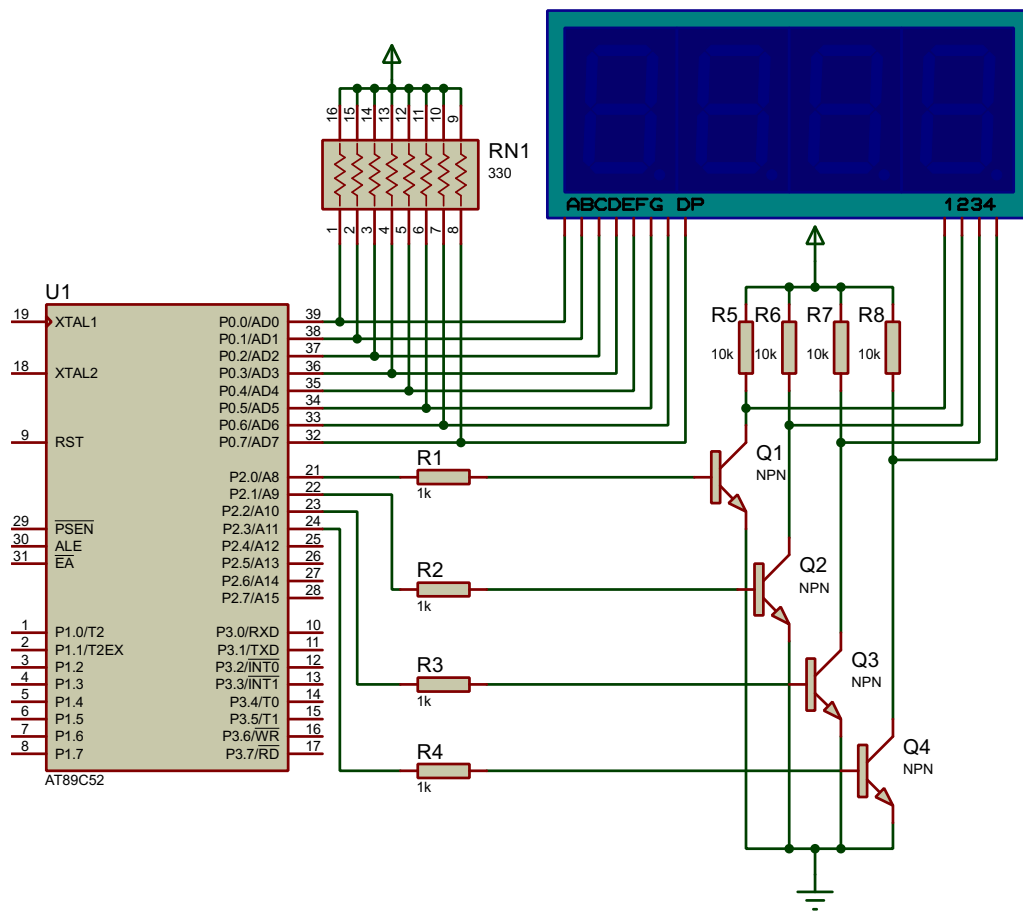 16 15 14 13 12 11 10 9
RN1
330
1 2 3 4 5 6 7 8
ABCDEFG DP
1234
R5 R6 R7 R8
10k 10k 10k 10k
U1
19 XTAL1
18 XTAL2
9 RST
29 PSEN
30 ALE
31 EA
1 P1.0/T2
2 P1.1/T2EX
3 P1.2
4 P1.3
5 P1.4
6 P1.5
7 P1.6
8 P1.7
P0.0/AD0 39
P0.1/AD1 38
P0.2/AD2 37
P0.3/AD3 36
P0.4/AD4 35
P0.5/AD5 34
P0.6/AD6 33
P0.7/AD7 32
P2.0/A8 21
P2.1/A9 22
P2.2/A10 23
P2.3/A11 24
P2.4/A12 25
P2.5/A13 26
P2.6/A14 27
P2.7/A15 28
P3.0/RXD 10
P3.1/TXD 11
P3.2/INT0 12
P3.3/INT1 13
P3.4/T0 14
P3.5/T1 15
P3.6/WR 16
P3.7/RD 17
AT89C52
R1
1k
R2
1k
R3
1k
R4
1k
Q1
NPN
Q2
NPN
Q3
NPN
Q4
NPN